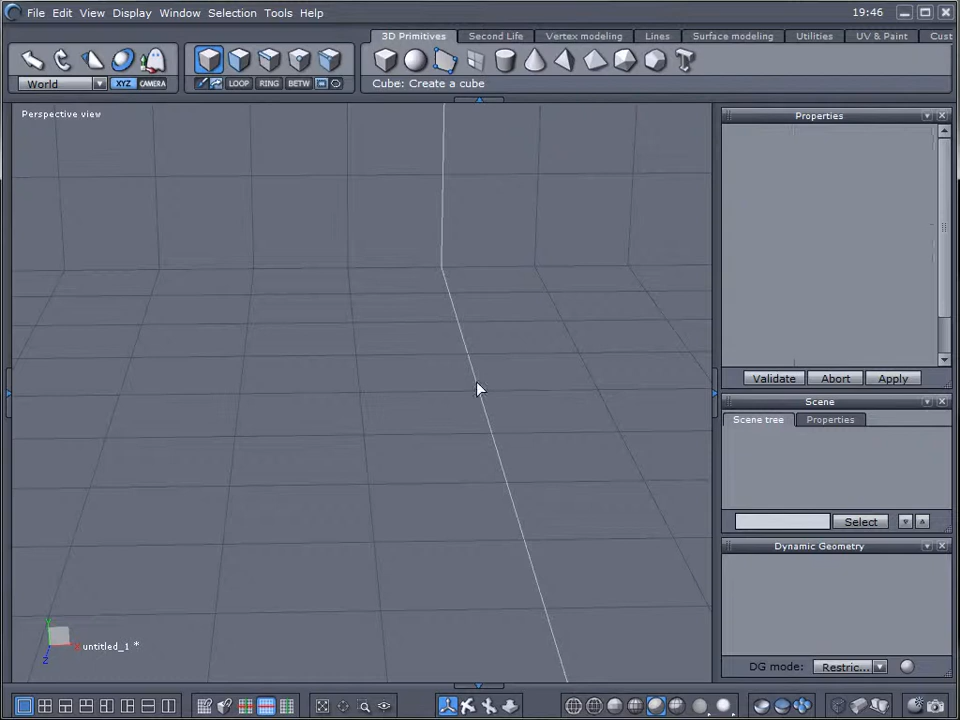 File Edit View Display Window Selection Tools Help 19:46
3D Primitives Second Life Vertex modeling Lines Surface modeling Utilities UV & Paint Cust
World XYZ CAMERA LOOP RING BETW Cube: Create a cube
Perspective view
Properties
Validate Abort Apply
Scene
Scene tree Properties
Select
Dynamic Geometry
Y
Z
untitled_1 *
DG mode: Restric...